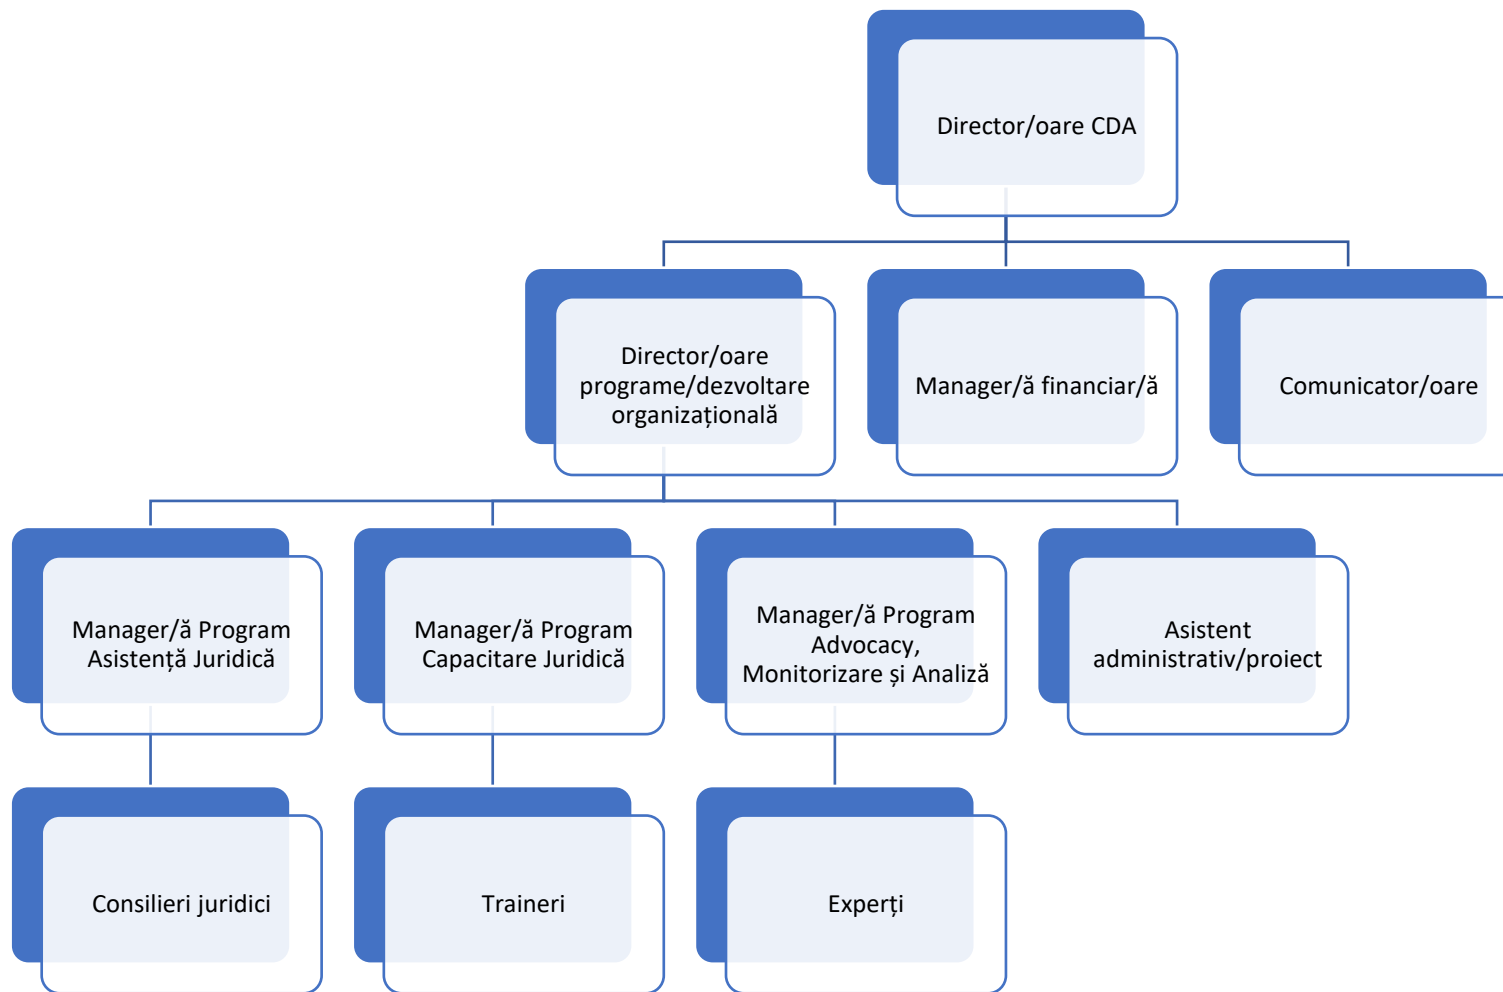 Director/oare CDA
Director/oare
programe/dezvoltare
organizațională
Manager/ă financiar/ă
Comunicator/oare
Manager/ă Program
Asistență Juridică
Manager/ă Program
Capacitare Juridică
Manager/ă Program
Advocacy,
Monitorizare și Analiză
Asistent
administrativ/proiect
Consilieri juridici
Traineri
Experți